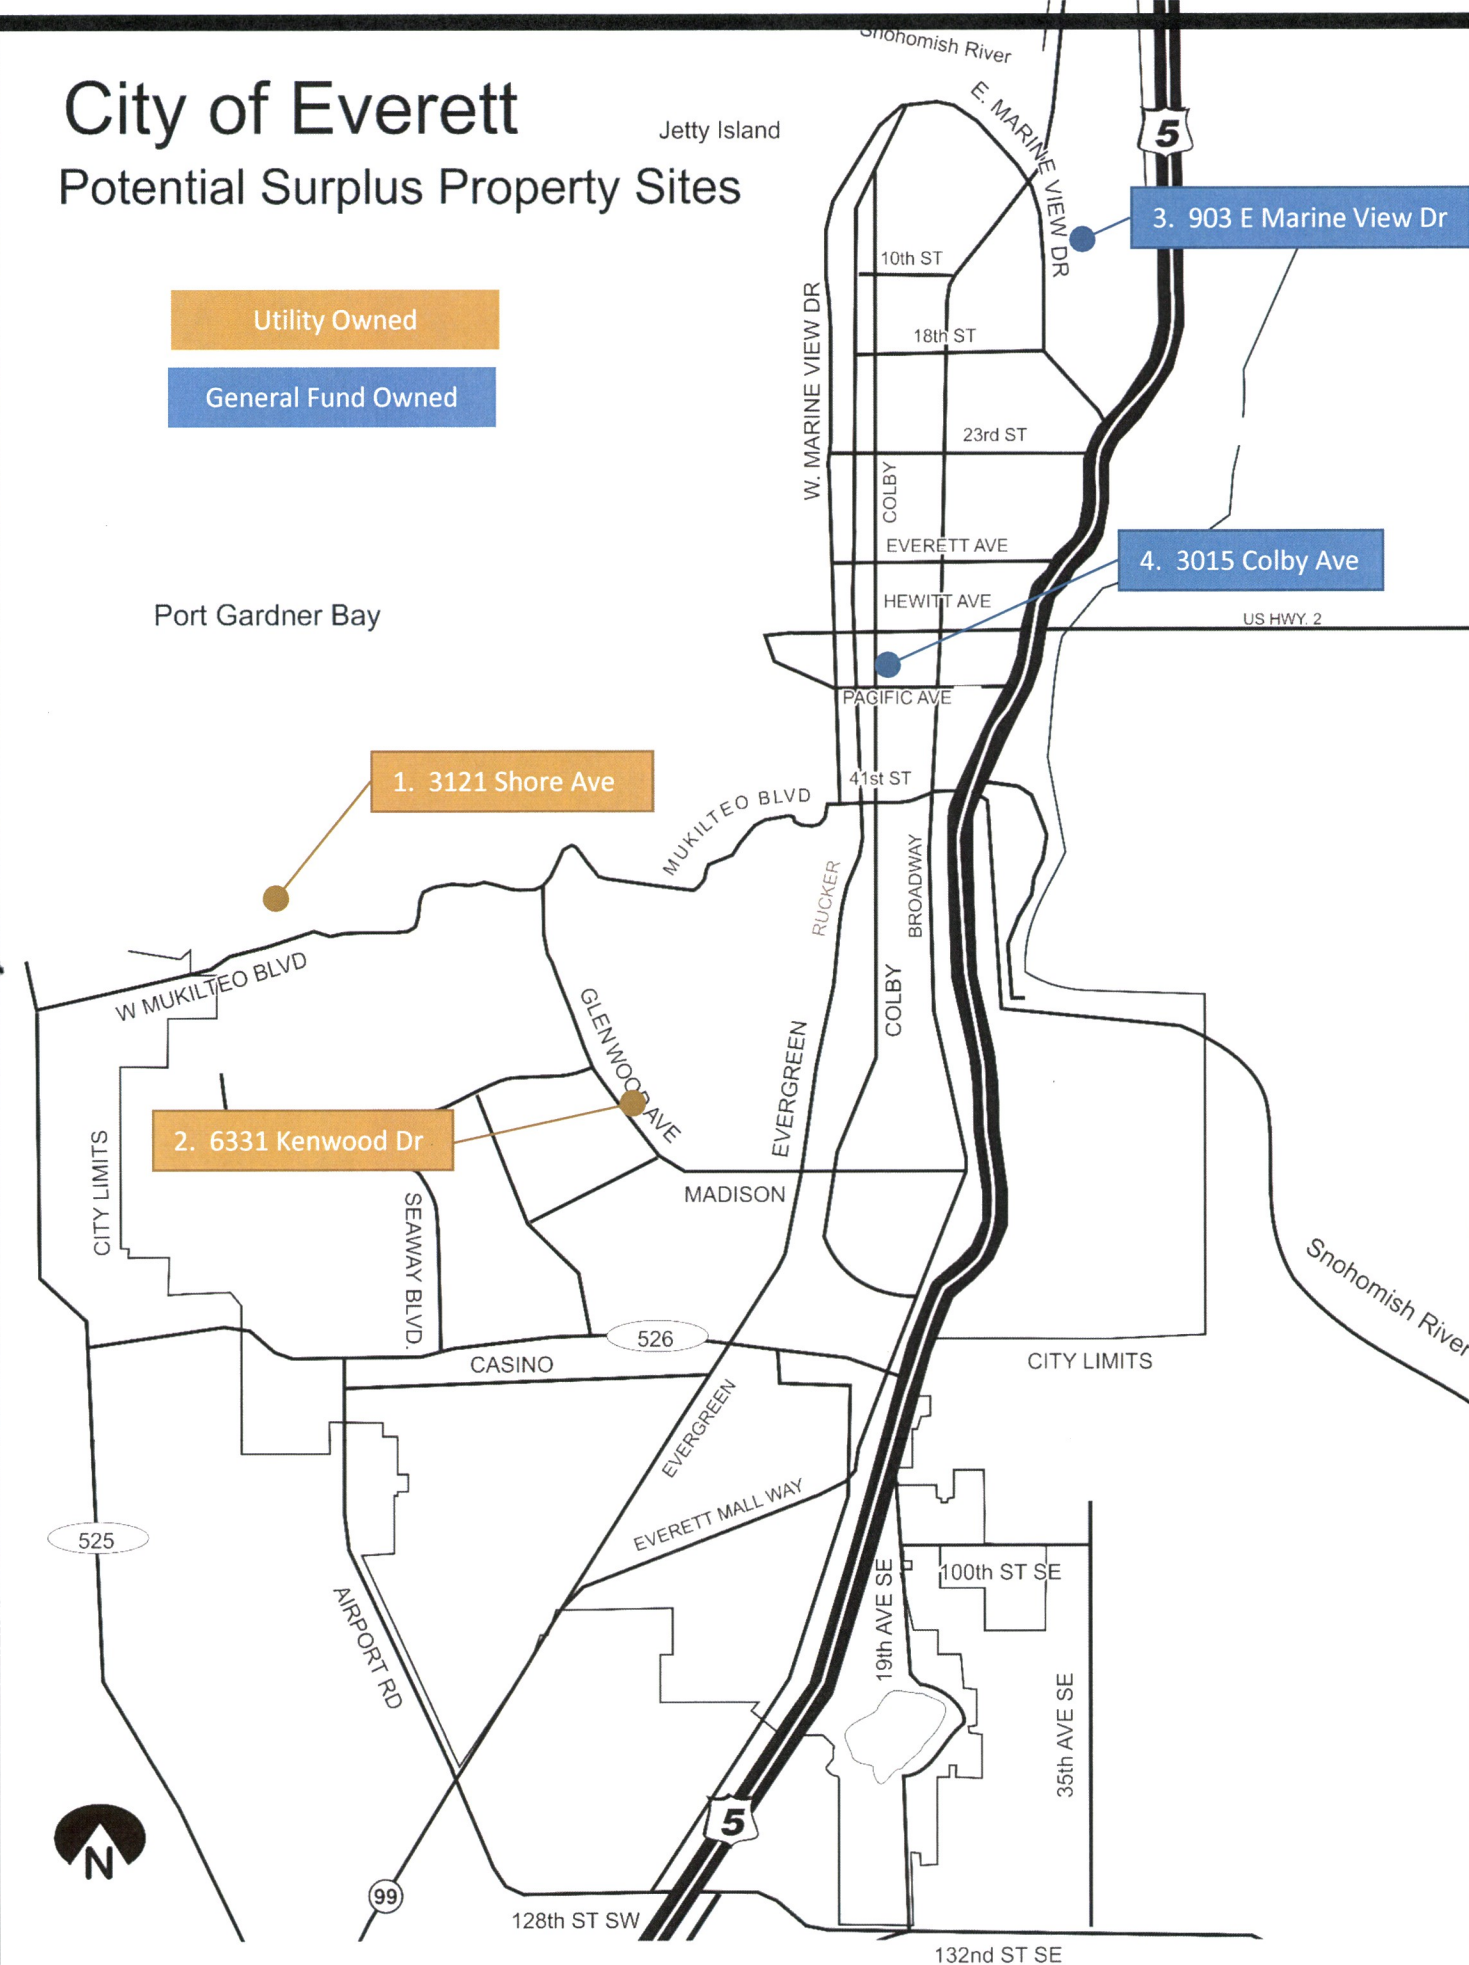 Snohomish River
City of Everett
Potential Surplus Property Sites
Jetty Island
E. MARINE VIEW DR
5
3. 903 E Marine View Dr
10th ST
Utility Owned
18th ST
General Fund Owned
W. MARINE VIEW DR
23rd ST
COLBY
EVERETT AVE
4. 3015 Colby Ave
HEWITT AVE
US HWY. 2
Port Gardner Bay
PACIFIC AVE
1. 3121 Shore Ave
41st ST
MUKILTEO BLVD
RUCKER
BROADWAY
W MUKILTEO BLVD
COLBY
GLENWOOD AVE
EVERGREEN
2. 6331 Kenwood Dr
CITY LIMITS
MADISON
SEAWAY BLVD.
Snohomish River
526
CASINO
CITY LIMITS
EVERGREEN
EVERETT MALL WAY
525
100th ST SE
19th AVE SE
AIRPORT RD
35th AVE SE
5
N
99
128th ST SW
132nd ST SE